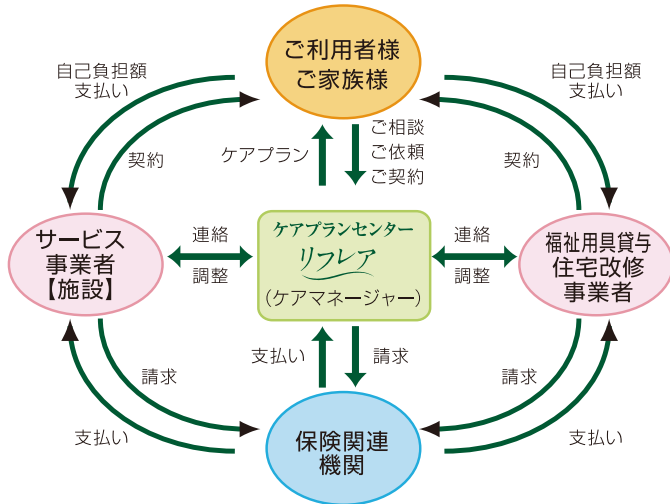 ご利用者様
ご家族様
自己負担額
支払い
自己負担額
支払い
契約
ケアプラン
ご相談
ご依頼
ご契約
契約
サービス
事業者
【施設】
連絡
調整
ケアプランセンター
リフレア
(ケアマネージャー)
連絡
調整
福祉用具貸与
住宅改修
事業者
支払い
請求
請求
請求
支払い
支払い
保険関連
機関